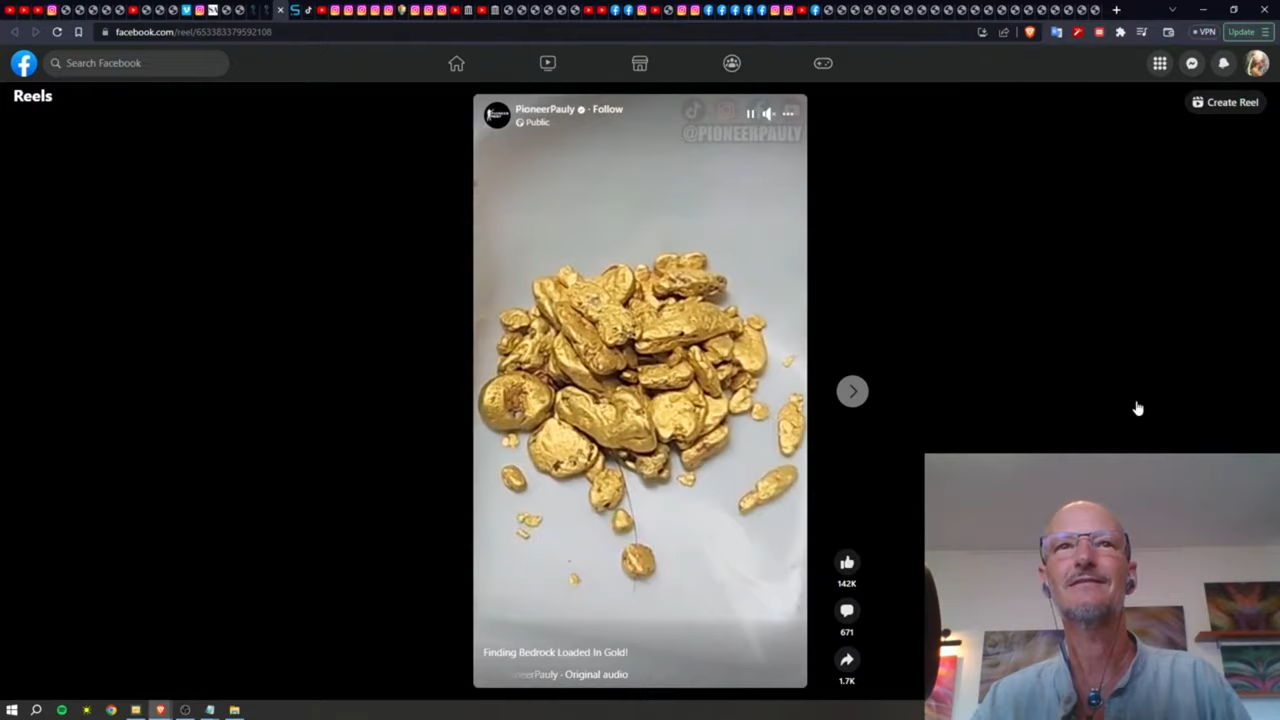 facebook.com/reel/653383379592108
VPN
Update
Search Facebook
Reels
Create Reel
PioneerPauly · Follow
Public
@PIONEERPAULY
142K
671
1.7K
Finding Bedrock Loaded In Gold!
neerPauly · Original audio